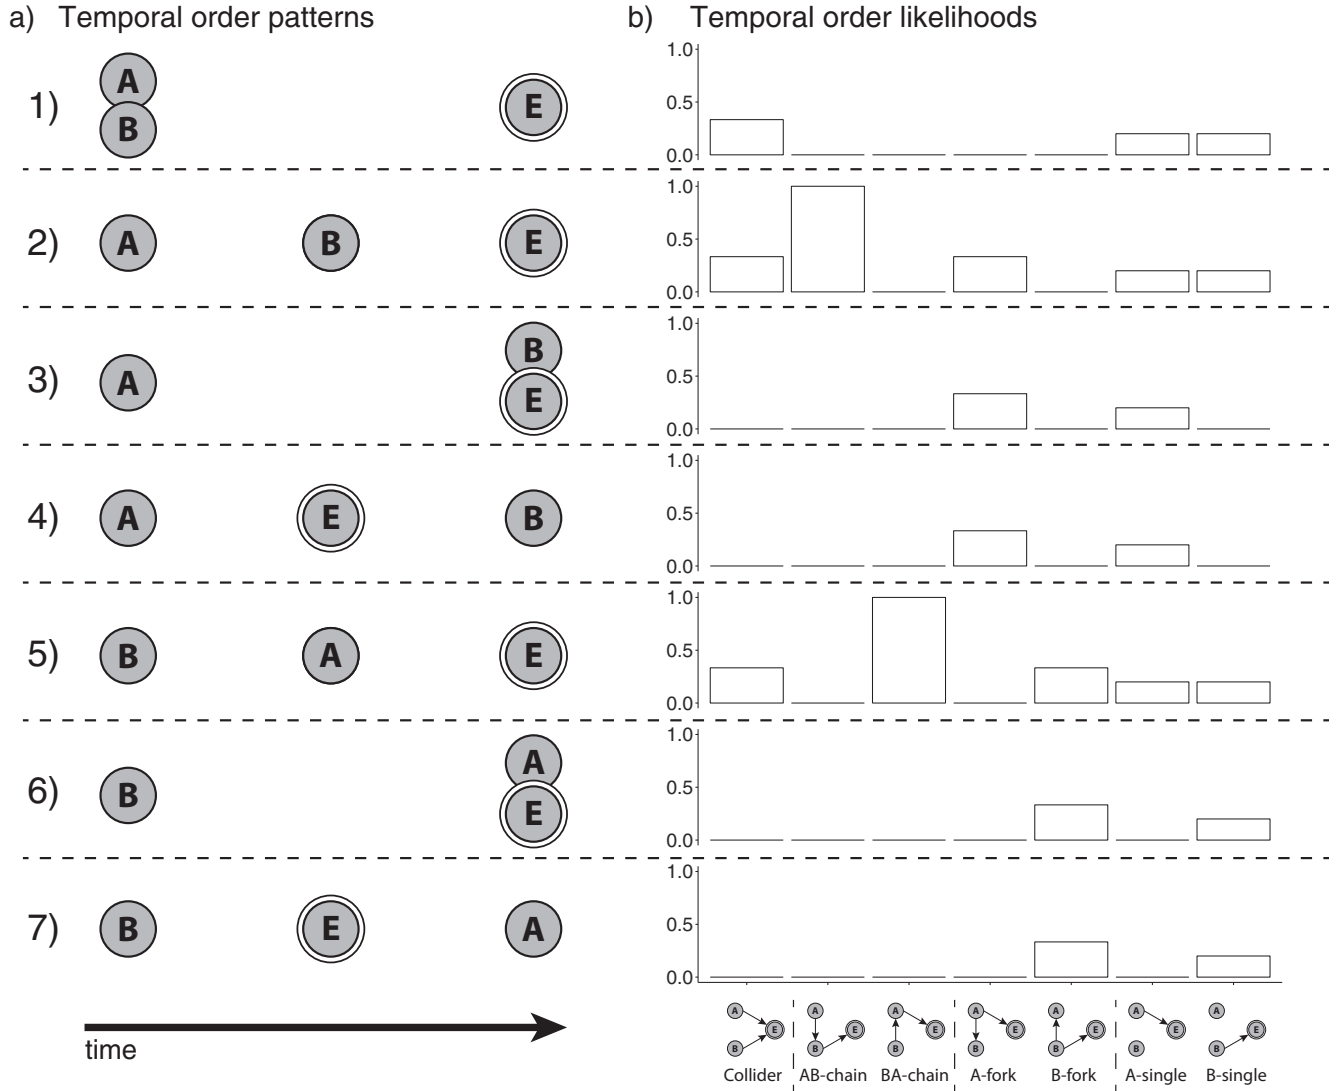 a) Temporal order patterns
b) Temporal order likelihoods
1)
A
B
E
1.0
0.5
0.0
2)
A B E
1.0
0.5
0.0
3)
A
B
E
1.0
0.5
0.0
4)
A E B
1.0
0.5
0.0
5)
B A E
1.0
0.5
0.0
6)
B
A
E
1.0
0.5
0.0
7)
B E A
1.0
0.5
0.0
time
A B E
A B E
A B E
A B E
A B E
A B E
A B E
Collider AB-chain BA-chain A-fork B-fork A-single B-single